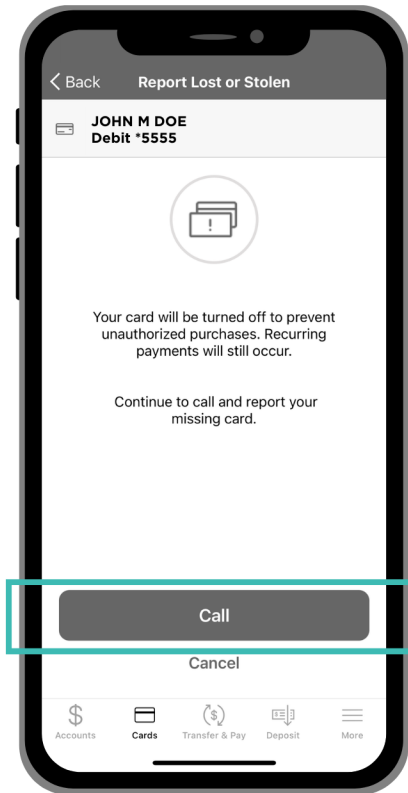 Back
Report Lost or Stolen
JOHN M DOE
Debit *5555
!
Your card will be turned off to prevent
unauthorized purchases. Recurring
payments will still occur.
Continue to call and report your
missing card.
Call
Cancel
$
($)
Accounts
Cards
Transfer & Pay
Deposit
More